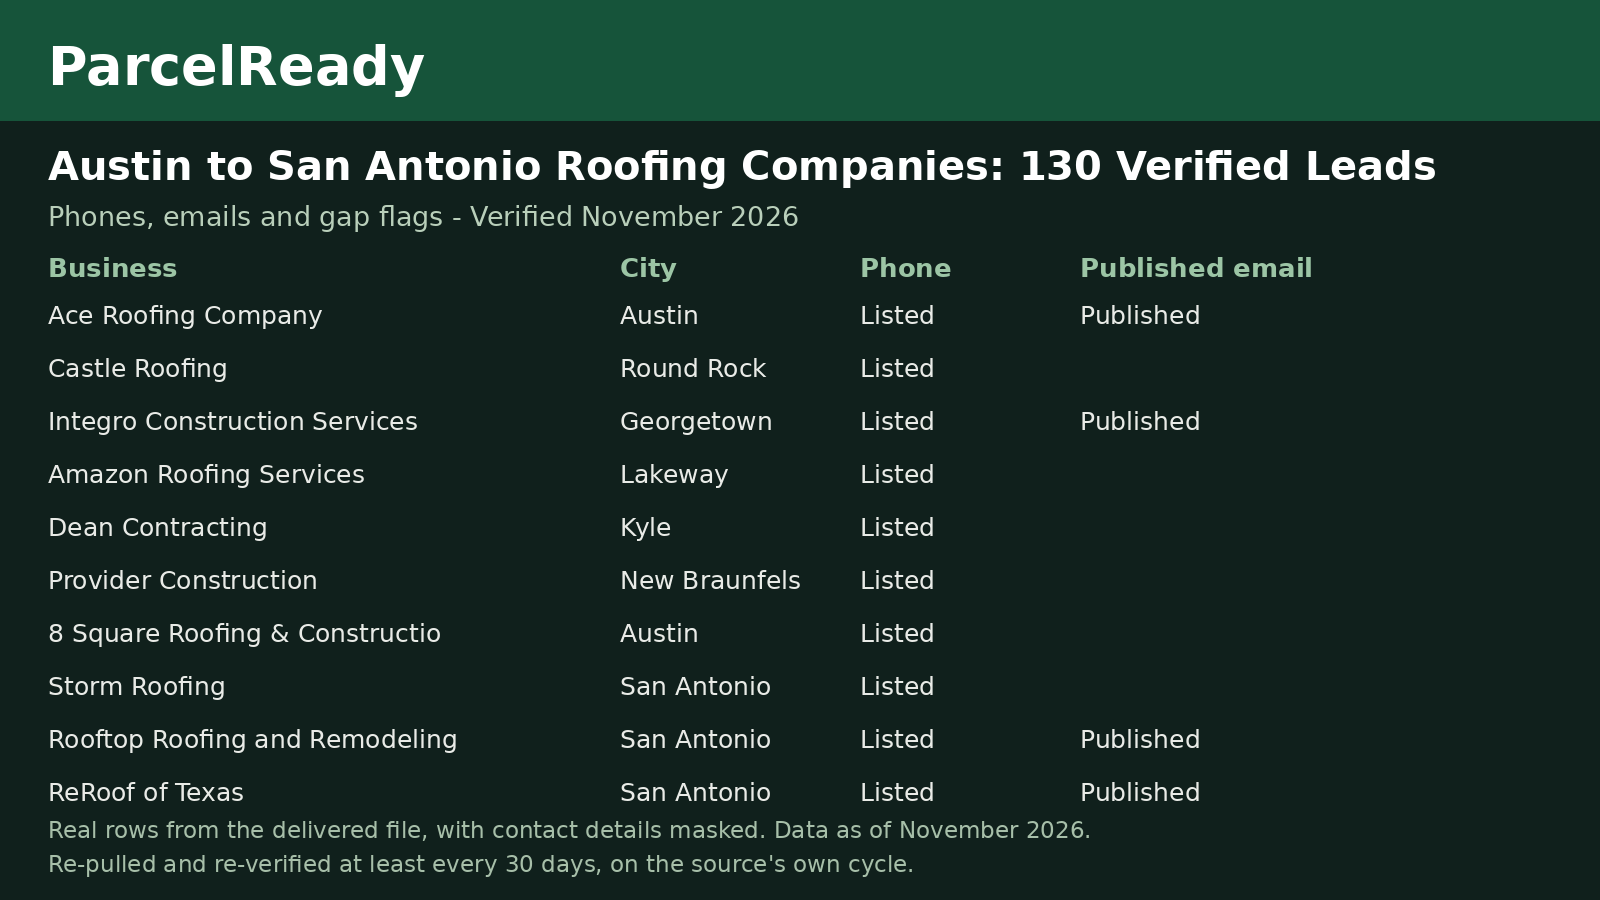 ParcelReady
Austin to San Antonio Roofing Companies: 130 Verified Leads
Phones, emails and gap flags - Verified November 2026
Business City Phone Published email
Ace Roofing Company Austin Listed Published
Castle Roofing Round Rock Listed
Integro Construction Services Georgetown Listed Published
Amazon Roofing Services Lakeway Listed
Dean Contracting Kyle Listed
Provider Construction New Braunfels Listed
8 Square Roofing & Constructio Austin Listed
Storm Roofing San Antonio Listed
Rooftop Roofing and Remodeling San Antonio Listed Published
ReRoof of Texas San Antonio Listed Published
Real rows from the delivered file, with contact details masked. Data as of November 2026.
Re-pulled and re-verified at least every 30 days, on the source's own cycle.